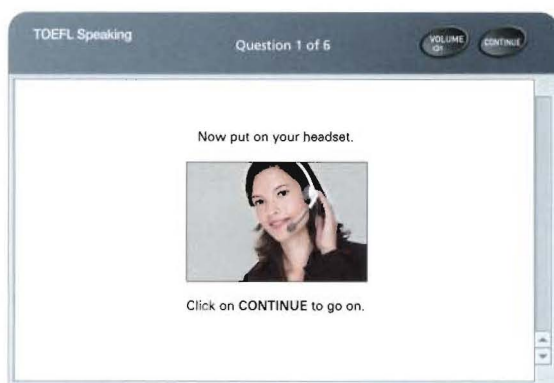 TOEFL Speaking
Question 1 of 6
VOLUME
CONTINUE
Now put on your headset.
Click on CONTINUE to go on.